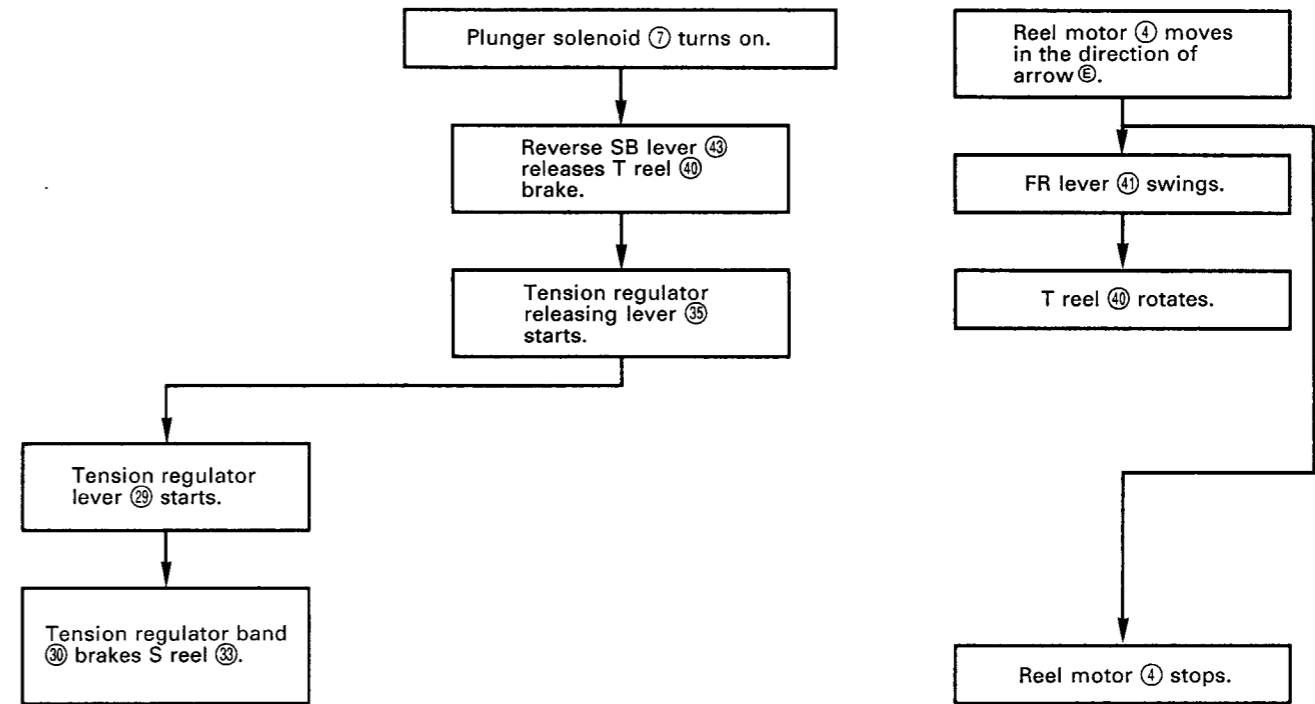 Plunger solenoid ⑦ turns on.
Reverse SB lever ㊸
releases T reel ㊵
brake.
Tension regulator
releasing lever ㉟
starts.
Tension regulator
lever ㉙ starts.
Tension regulator band
㉚ brakes S reel ㉝.
Reel motor ④ moves
in the direction of
arrow Ⓔ.
FR lever ㊶ swings.
T reel ㊵ rotates.
Reel motor ④ stops.